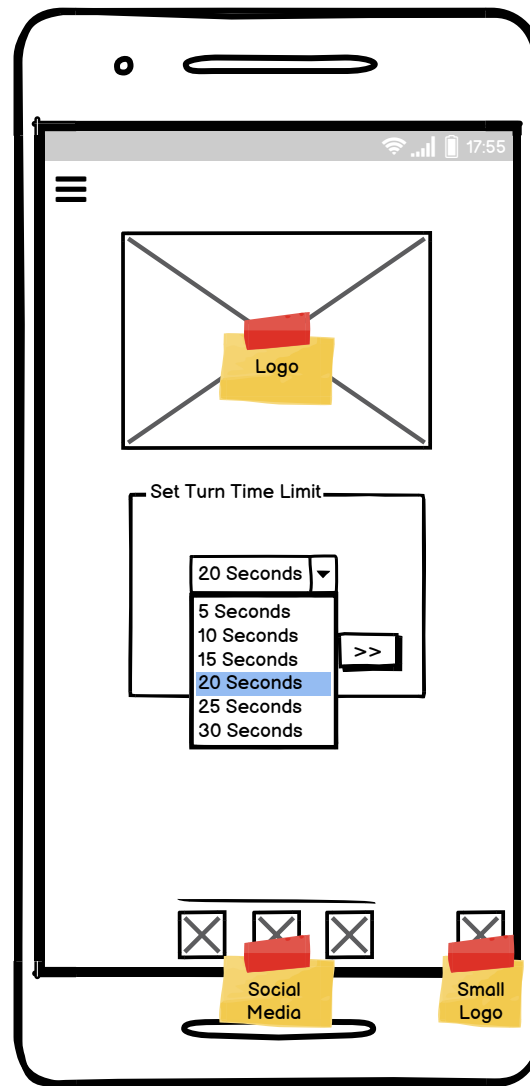 17:55
Logo
Set Turn Time Limit
20 Seconds
5 Seconds
10 Seconds
15 Seconds
>>
20 Seconds
25 Seconds
30 Seconds
Social
Media
Small
Logo